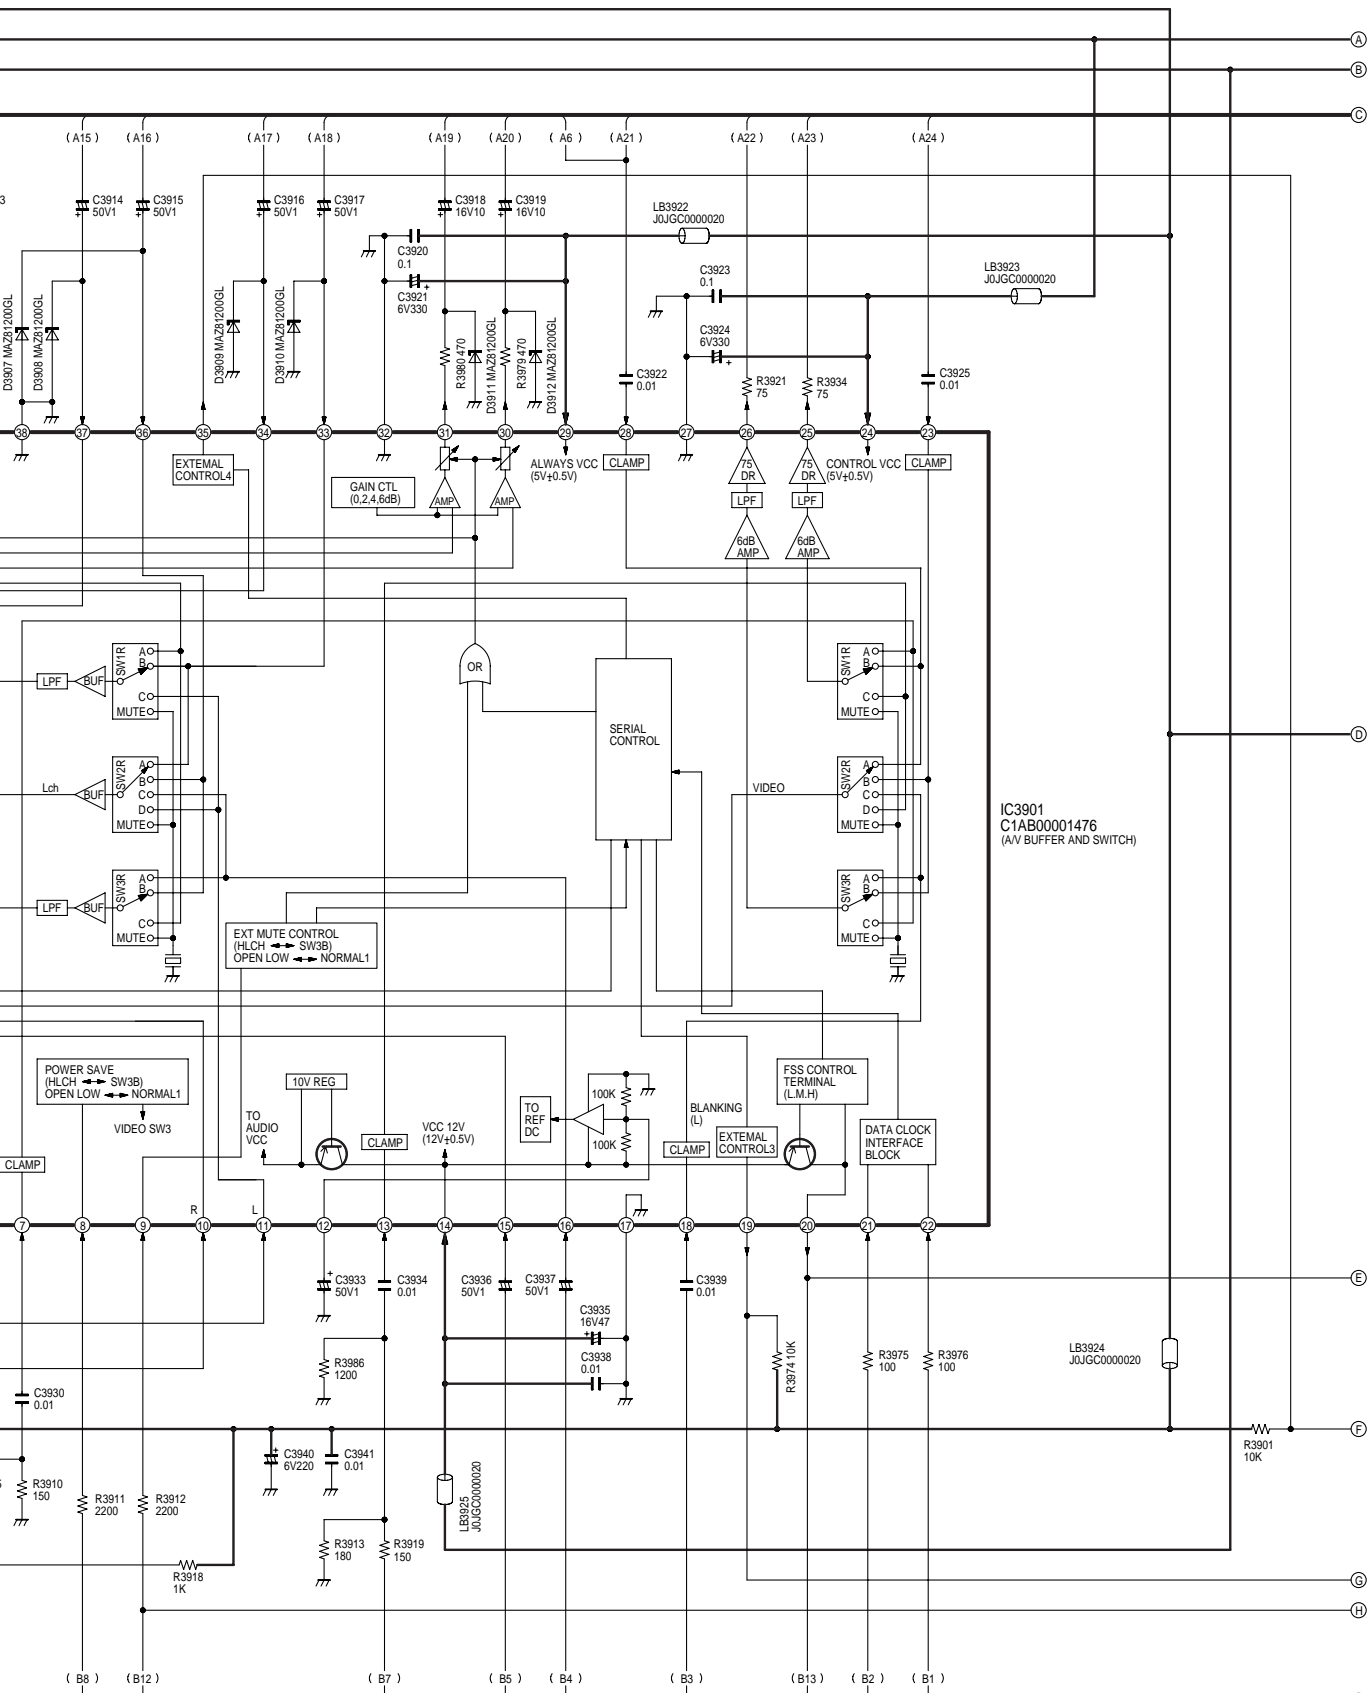 A
B
C
( A15 ) ( A16 ) ( A17 ) ( A18 ) ( A19 ) ( A20 ) ( A6 ) ( A21 ) ( A22 ) ( A23 ) ( A24 )
3
C3914
50V1
C3915
50V1
C3916
50V1
C3917
50V1
C3918
16V10
C3919
16V10
LB3922
J0JGC0000020
C3920
0.1
C3921
6V330
C3923
0.1
LB3923
J0JGC0000020
C3924
6V330
D3907 MAZ81200GL
D3908 MAZ81200GL
D3909 MAZ81200GL
D3910 MAZ81200GL
R3980 470
D3911 MAZ81200GL
R3979 470
D3912 MAZ81200GL
C3922
0.01
R3921
75
R3934
75
C3925
0.01
38 37 36 35 34 33 32 31 30 29 28 27 26 25 24 23
EXTEMAL
CONTROL4
GAIN CTL
(0,2,4,6dB)
AMP
AMP
ALWAYS VCC
(5V±0.5V)
CLAMP
75
DR
LPF
6dB
AMP
75
DR
LPF
6dB
AMP
CONTROL VCC
(5V±0.5V)
CLAMP
LPF
BUF
SW1R
A
B
C
MUTE
OR
SERIAL
CONTROL
SW1R
A
B
C
MUTE
D
Lch
BUF
SW2R
A
B
C
D
MUTE
VIDEO
SW2R
A
B
C
D
MUTE
IC3901
C1AB00001476
(A/V BUFFER AND SWITCH)
LPF
BUF
SW3R
A
B
C
MUTE
SW3R
A
B
C
MUTE
EXT MUTE CONTROL
(HLCH SW3B)
OPEN LOW NORMAL1
POWER SAVE
(HLCH SW3B)
OPEN LOW NORMAL1
VIDEO SW3
10V REG
TO
AUDIO
VCC
CLAMP
VCC 12V
(12V±0.5V)
TO
REF
DC
100K
100K
BLANKING
(L)
CLAMP
EXTEMAL
CONTROL3
FSS CONTROL
TERMINAL
(L.M.H)
DATA CLOCK
INTERFACE
BLOCK
CLAMP
R
L
7 8 9 10 11 12 13 14 15 16 17 18 19 20 21 22
C3933
50V1
C3934
0.01
C3936
50V1
C3937
50V1
C3935
16V47
C3939
0.01
E
C3938
0.01
R3986
1200
R3974 10K
R3975
100
R3976
100
LB3924
J0JGC0000020
C3930
0.01
F
R3901
10K
C3940
6V220
C3941
0.01
R3910
150
R3911
2200
R3912
2200
LB3925
J0JGC0000020
R3913
180
R3919
150
R3918
1K
G
H
( B8 ) ( B12 ) ( B7 ) ( B5 ) ( B4 ) ( B3 ) ( B13 ) ( B2 ) ( B1 )